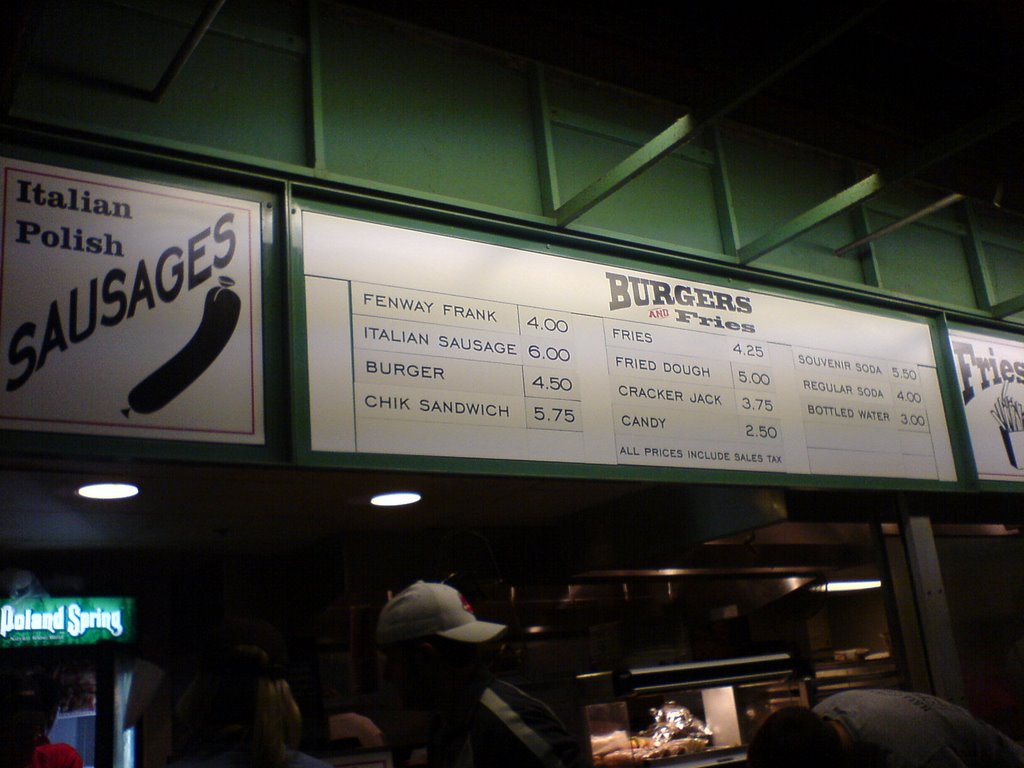 Italian
Polish
SAUSAGES
BURGERS
AND Fries
FENWAY FRANK 4.00
ITALIAN SAUSAGE 6.00
BURGER 4.50
CHIK SANDWICH 5.75
FRIES 4.25
FRIED DOUGH 5.00
CRACKER JACK 3.75
CANDY 2.50
ALL PRICES INCLUDE SALES TAX
SOUVENIR SODA 5.50
REGULAR SODA 4.00
BOTTLED WATER 3.00
Fries
Poland Spring